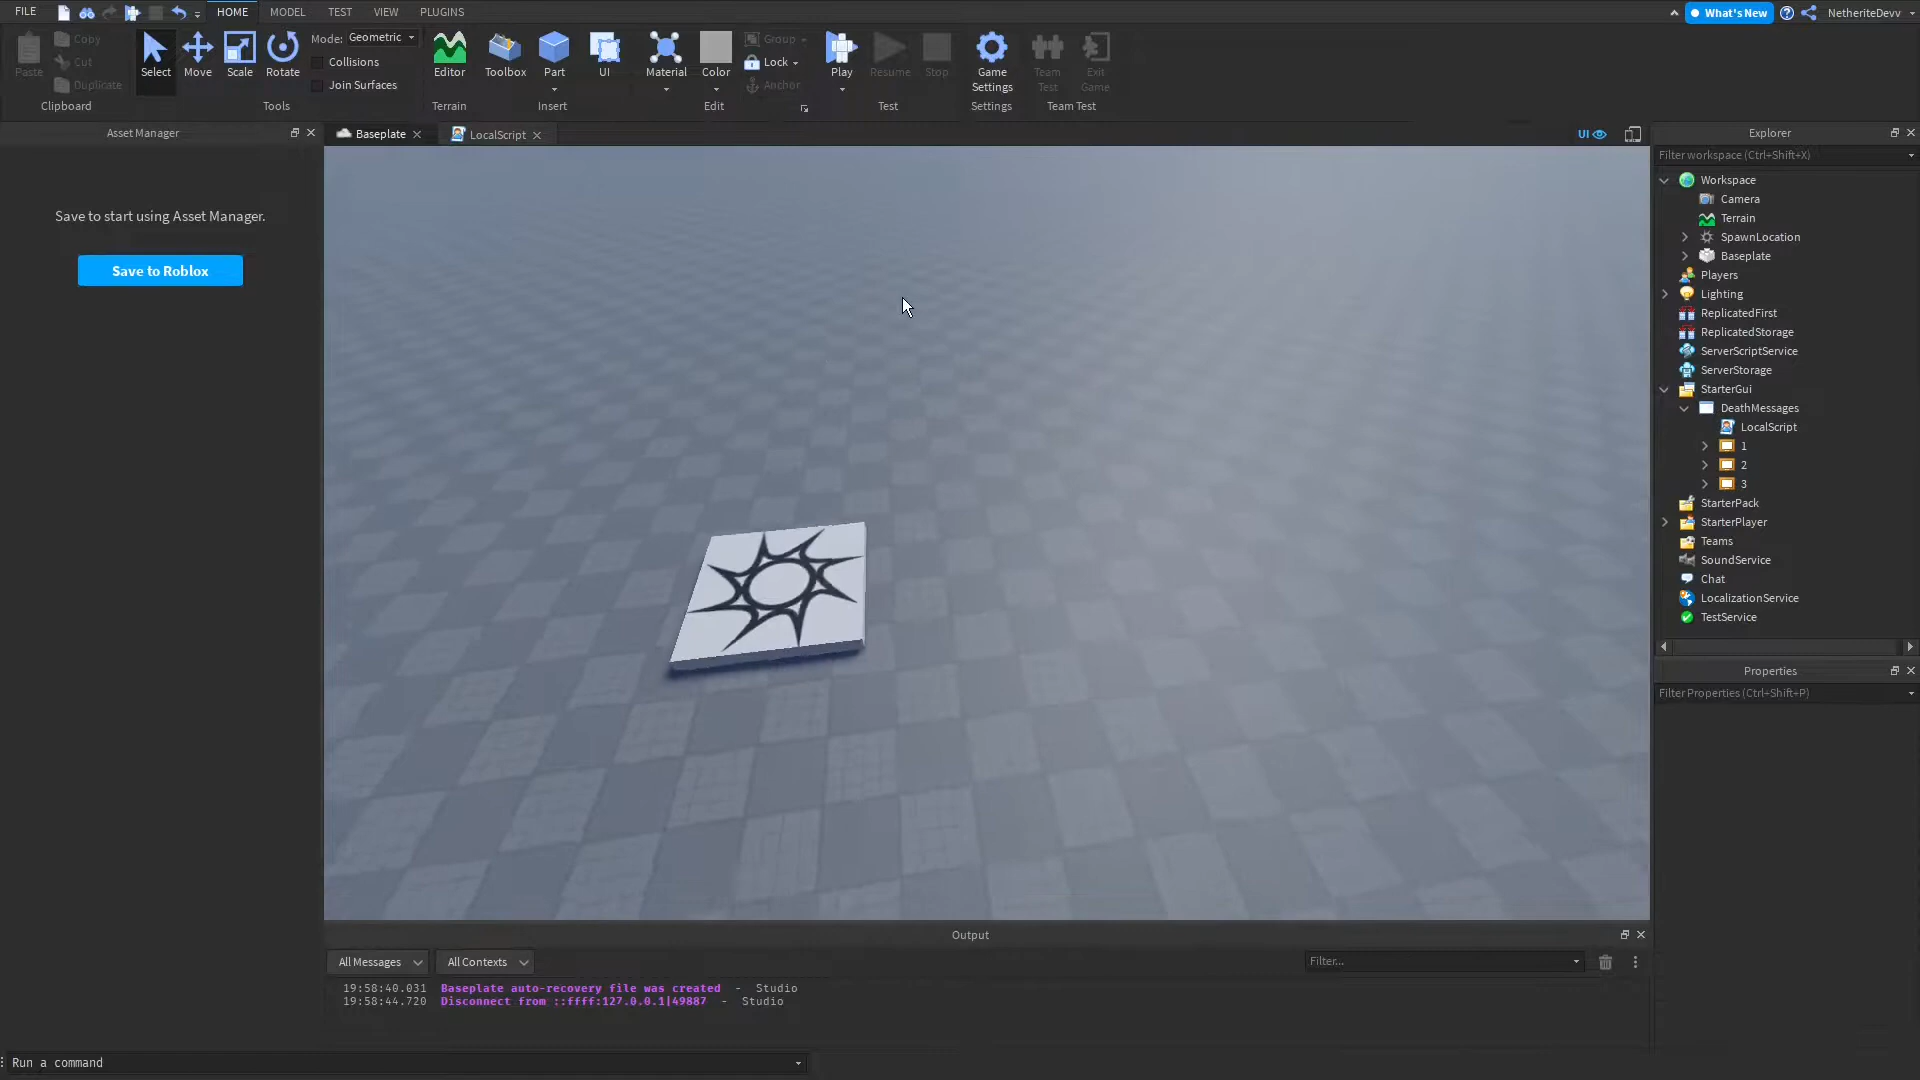 FILE
HOME
MODEL
TEST
VIEW
PLUGINS
What's New
NetheriteDevv
Paste
Copy
Cut
Duplicate
Clipboard
Select
Move
Scale
Rotate
Mode: Geometric
Collisions
Join Surfaces
Tools
Editor
Terrain
Toolbox
Part
UI
Insert
Material
Color
Group
Lock
Anchor
Edit
Play
Resume
Stop
Test
Game
Settings
Settings
Team
Test
Exit
Game
Team Test
Asset Manager
Save to start using Asset Manager.
Save to Roblox
Baseplate
LocalScript
UI
Explorer
Filter workspace (Ctrl+Shift+X)
Workspace
Camera
Terrain
SpawnLocation
Baseplate
Players
Lighting
ReplicatedFirst
ReplicatedStorage
ServerScriptService
ServerStorage
StarterGui
DeathMessages
LocalScript
1
2
3
StarterPack
StarterPlayer
Teams
SoundService
Chat
LocalizationService
TestService
Properties
Filter Properties (Ctrl+Shift+P)
Output
All Messages
All Contexts
Filter...
19:58:40.031 Baseplate auto-recovery file was created - Studio
19:58:44.720 Disconnect from ::ffff:127.0.0.1|49887 - Studio
Run a command